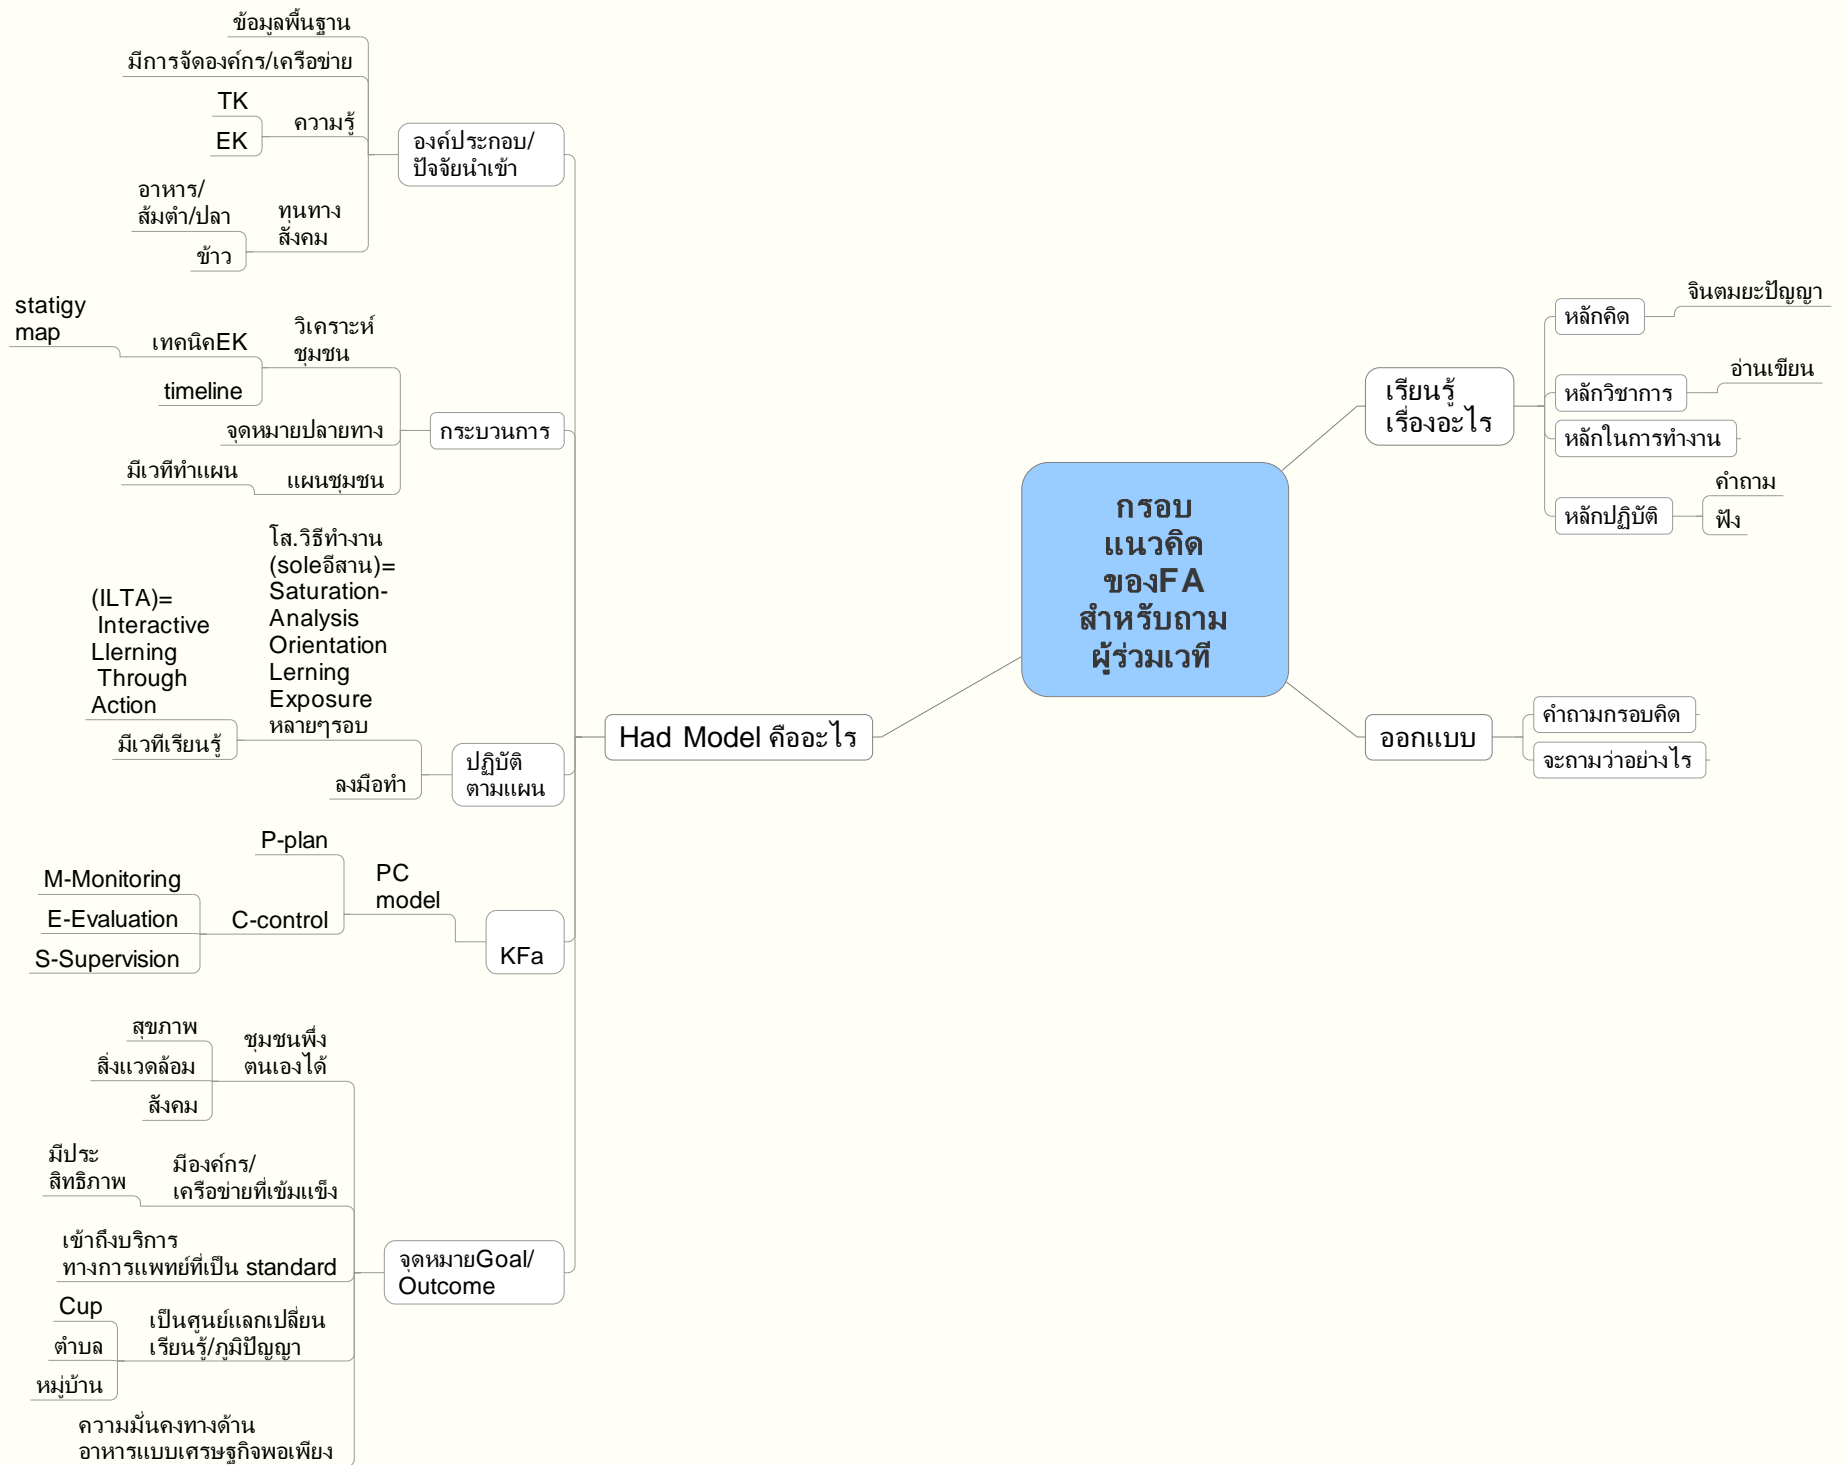 กรอบ
แนวคิด
ของFA
สำหรับถาม
ผู้ร่วมเวที
เรียนรู้
เรื่องอะไร
หลักคิด
จินตมยะปัญญา
หลักวิชาการ
อ่านเขียน
หลักในการทำงาน
หลักปฏิบัติ
คำถาม
ฟัง
ออกแบบ
คำถามกรอบคิด
จะถามว่าอย่างไร
Had Model คืออะไร
องค์ประกอบ/
ปัจจัยนำเข้า
ข้อมูลพื้นฐาน
มีการจัดองค์กร/เครือข่าย
ความรู้
TK
EK
ทุนทาง
สังคม
อาหาร/
ส้มตำ/ปลา
ข้าว
กระบวนการ
วิเคราะห์
ชุมชน
เทคนิคEK
statigy
map
timeline
จุดหมายปลายทาง
แผนชุมชน
มีเวทีทำแผน
ปฏิบัติ
ตามแผน
โส.วิธีทำงาน
(soleอีสาน)=
Saturation-
Analysis
Orientation
Lerning
Exposure
หลายๆรอบ
(ILTA)=
Interactive
Llerning
Through
Action
มีเวทีเรียนรู้
ลงมือทำ
KFa
PC
model
P-plan
C-control
M-Monitoring
E-Evaluation
S-Supervision
จุดหมายGoal/
Outcome
ชุมชนพึ่ง
ตนเองได้
สุขภาพ
สิ่งแวดล้อม
สังคม
มีองค์กร/
เครือข่ายที่เข้มแข็ง
มีประ
สิทธิภาพ
เข้าถึงบริการ
ทางการแพทย์ที่เป็น standard
เป็นศูนย์แลกเปลี่ยน
เรียนรู้/ภูมิปัญญา
Cup
ตำบล
หมู่บ้าน
ความมั่นคงทางด้าน
อาหารแบบเศรษฐกิจพอเพียง